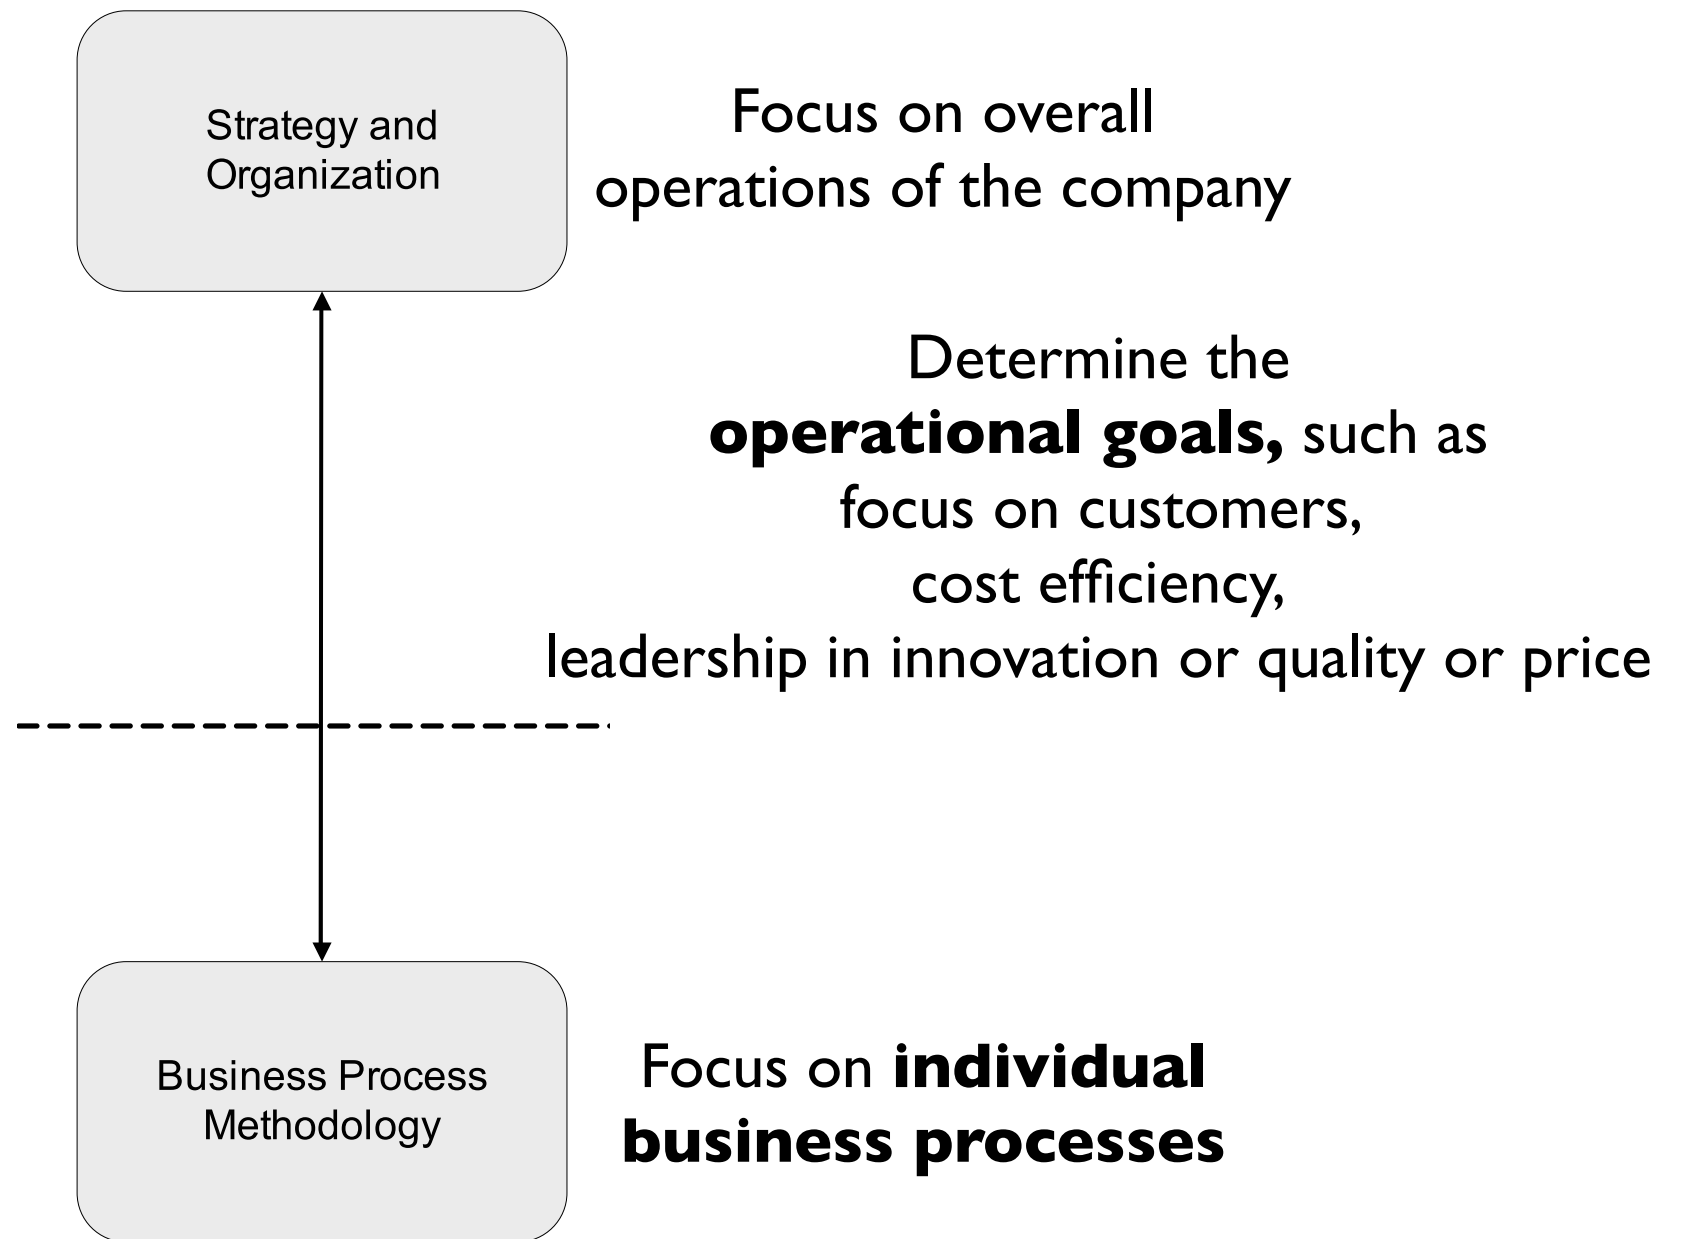 Strategy and
Organization
Focus on overall
operations of the company
Determine the
operational goals, such as
focus on customers,
cost efficiency,
leadership in innovation or quality or price
Business Process
Methodology
Focus on individual
business processes